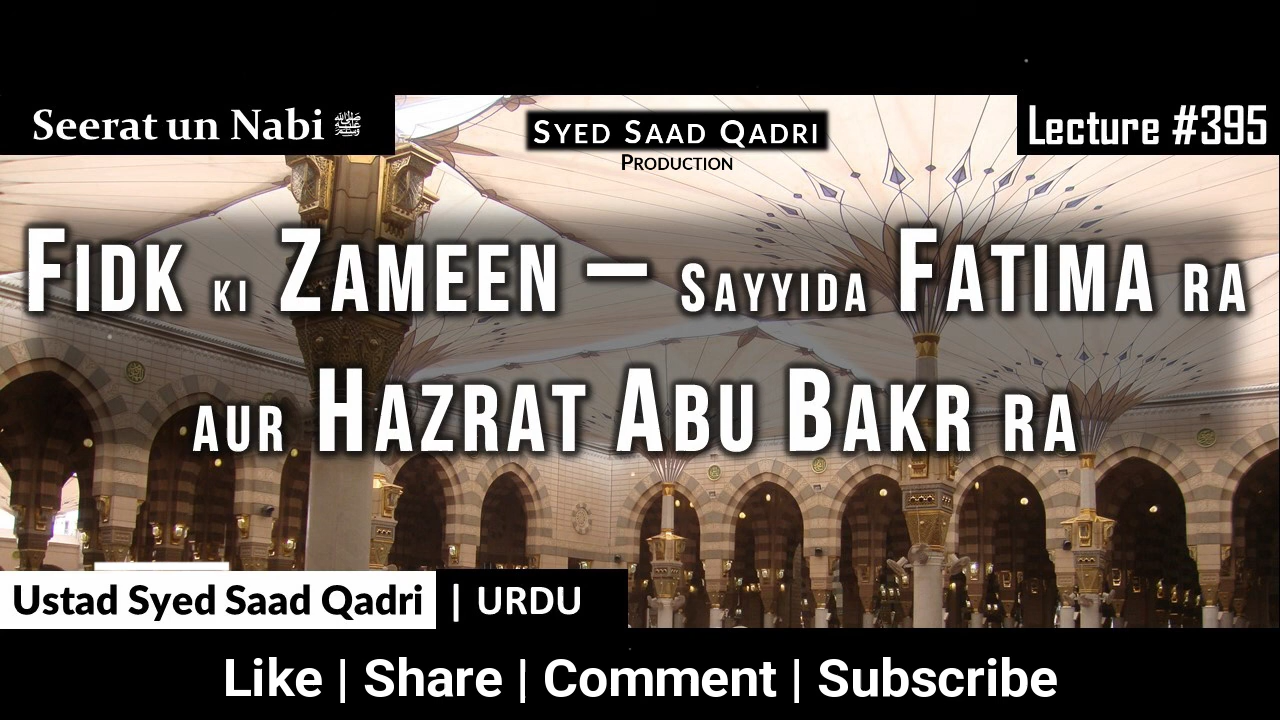 Seerat un Nabi ﷺ
SYED SAAD QADRI
PRODUCTION
Lecture #395
FIDK KI ZAMEEN – SAYYIDA FATIMA RA
AUR HAZRAT ABU BAKR RA
Ustad Syed Saad Qadri | URDU
Like | Share | Comment | Subscribe